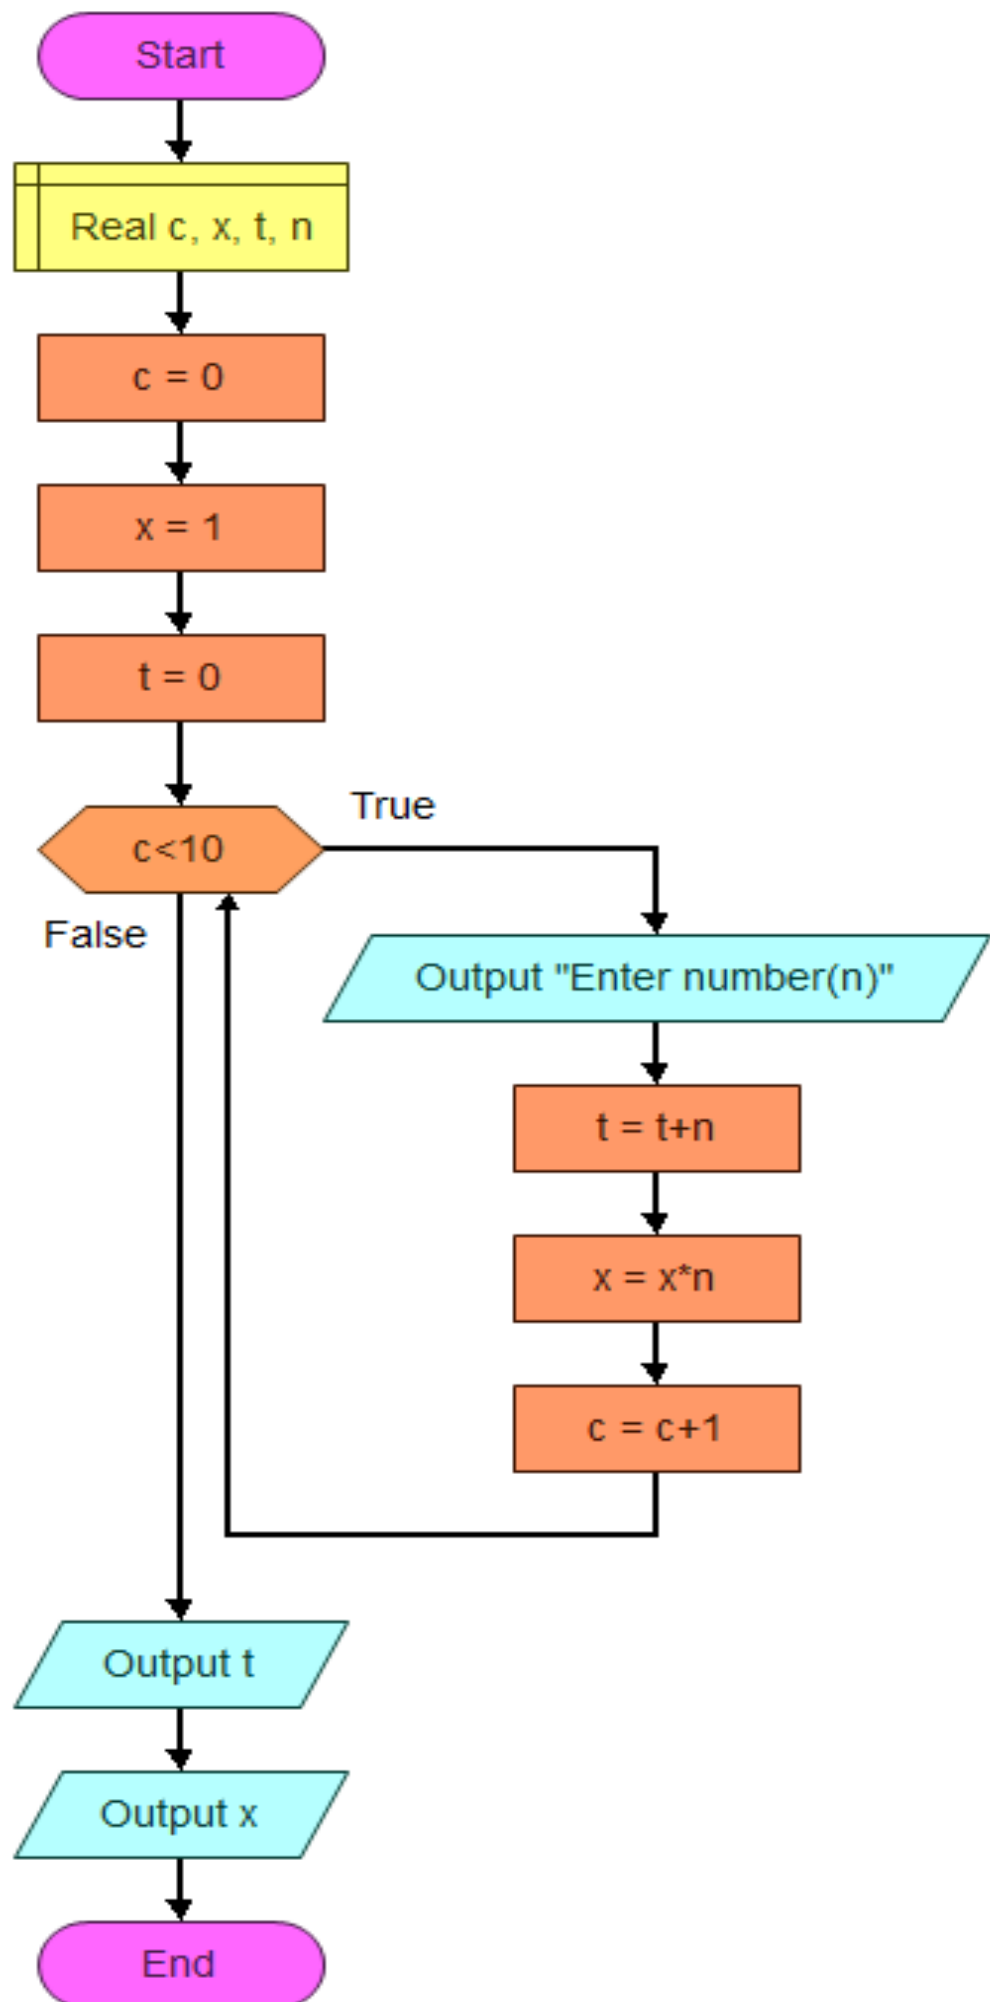 Start
Real c, x, t, n
c = 0
x = 1
t = 0
c<10
True
False
Output "Enter number(n)"
t = t+n
x = x*n
c = c+1
Output t
Output x
End